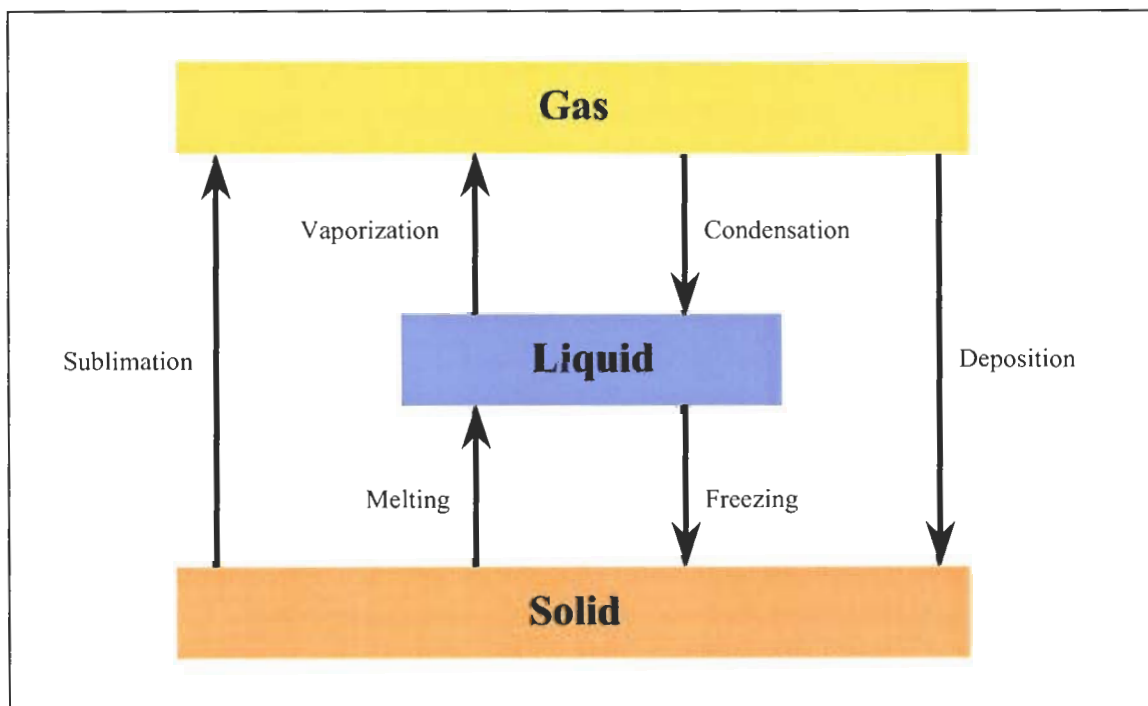 Gas
Vaporization
Condensation
Sublimation
Liquid
Deposition
Melting
Freezing
Solid